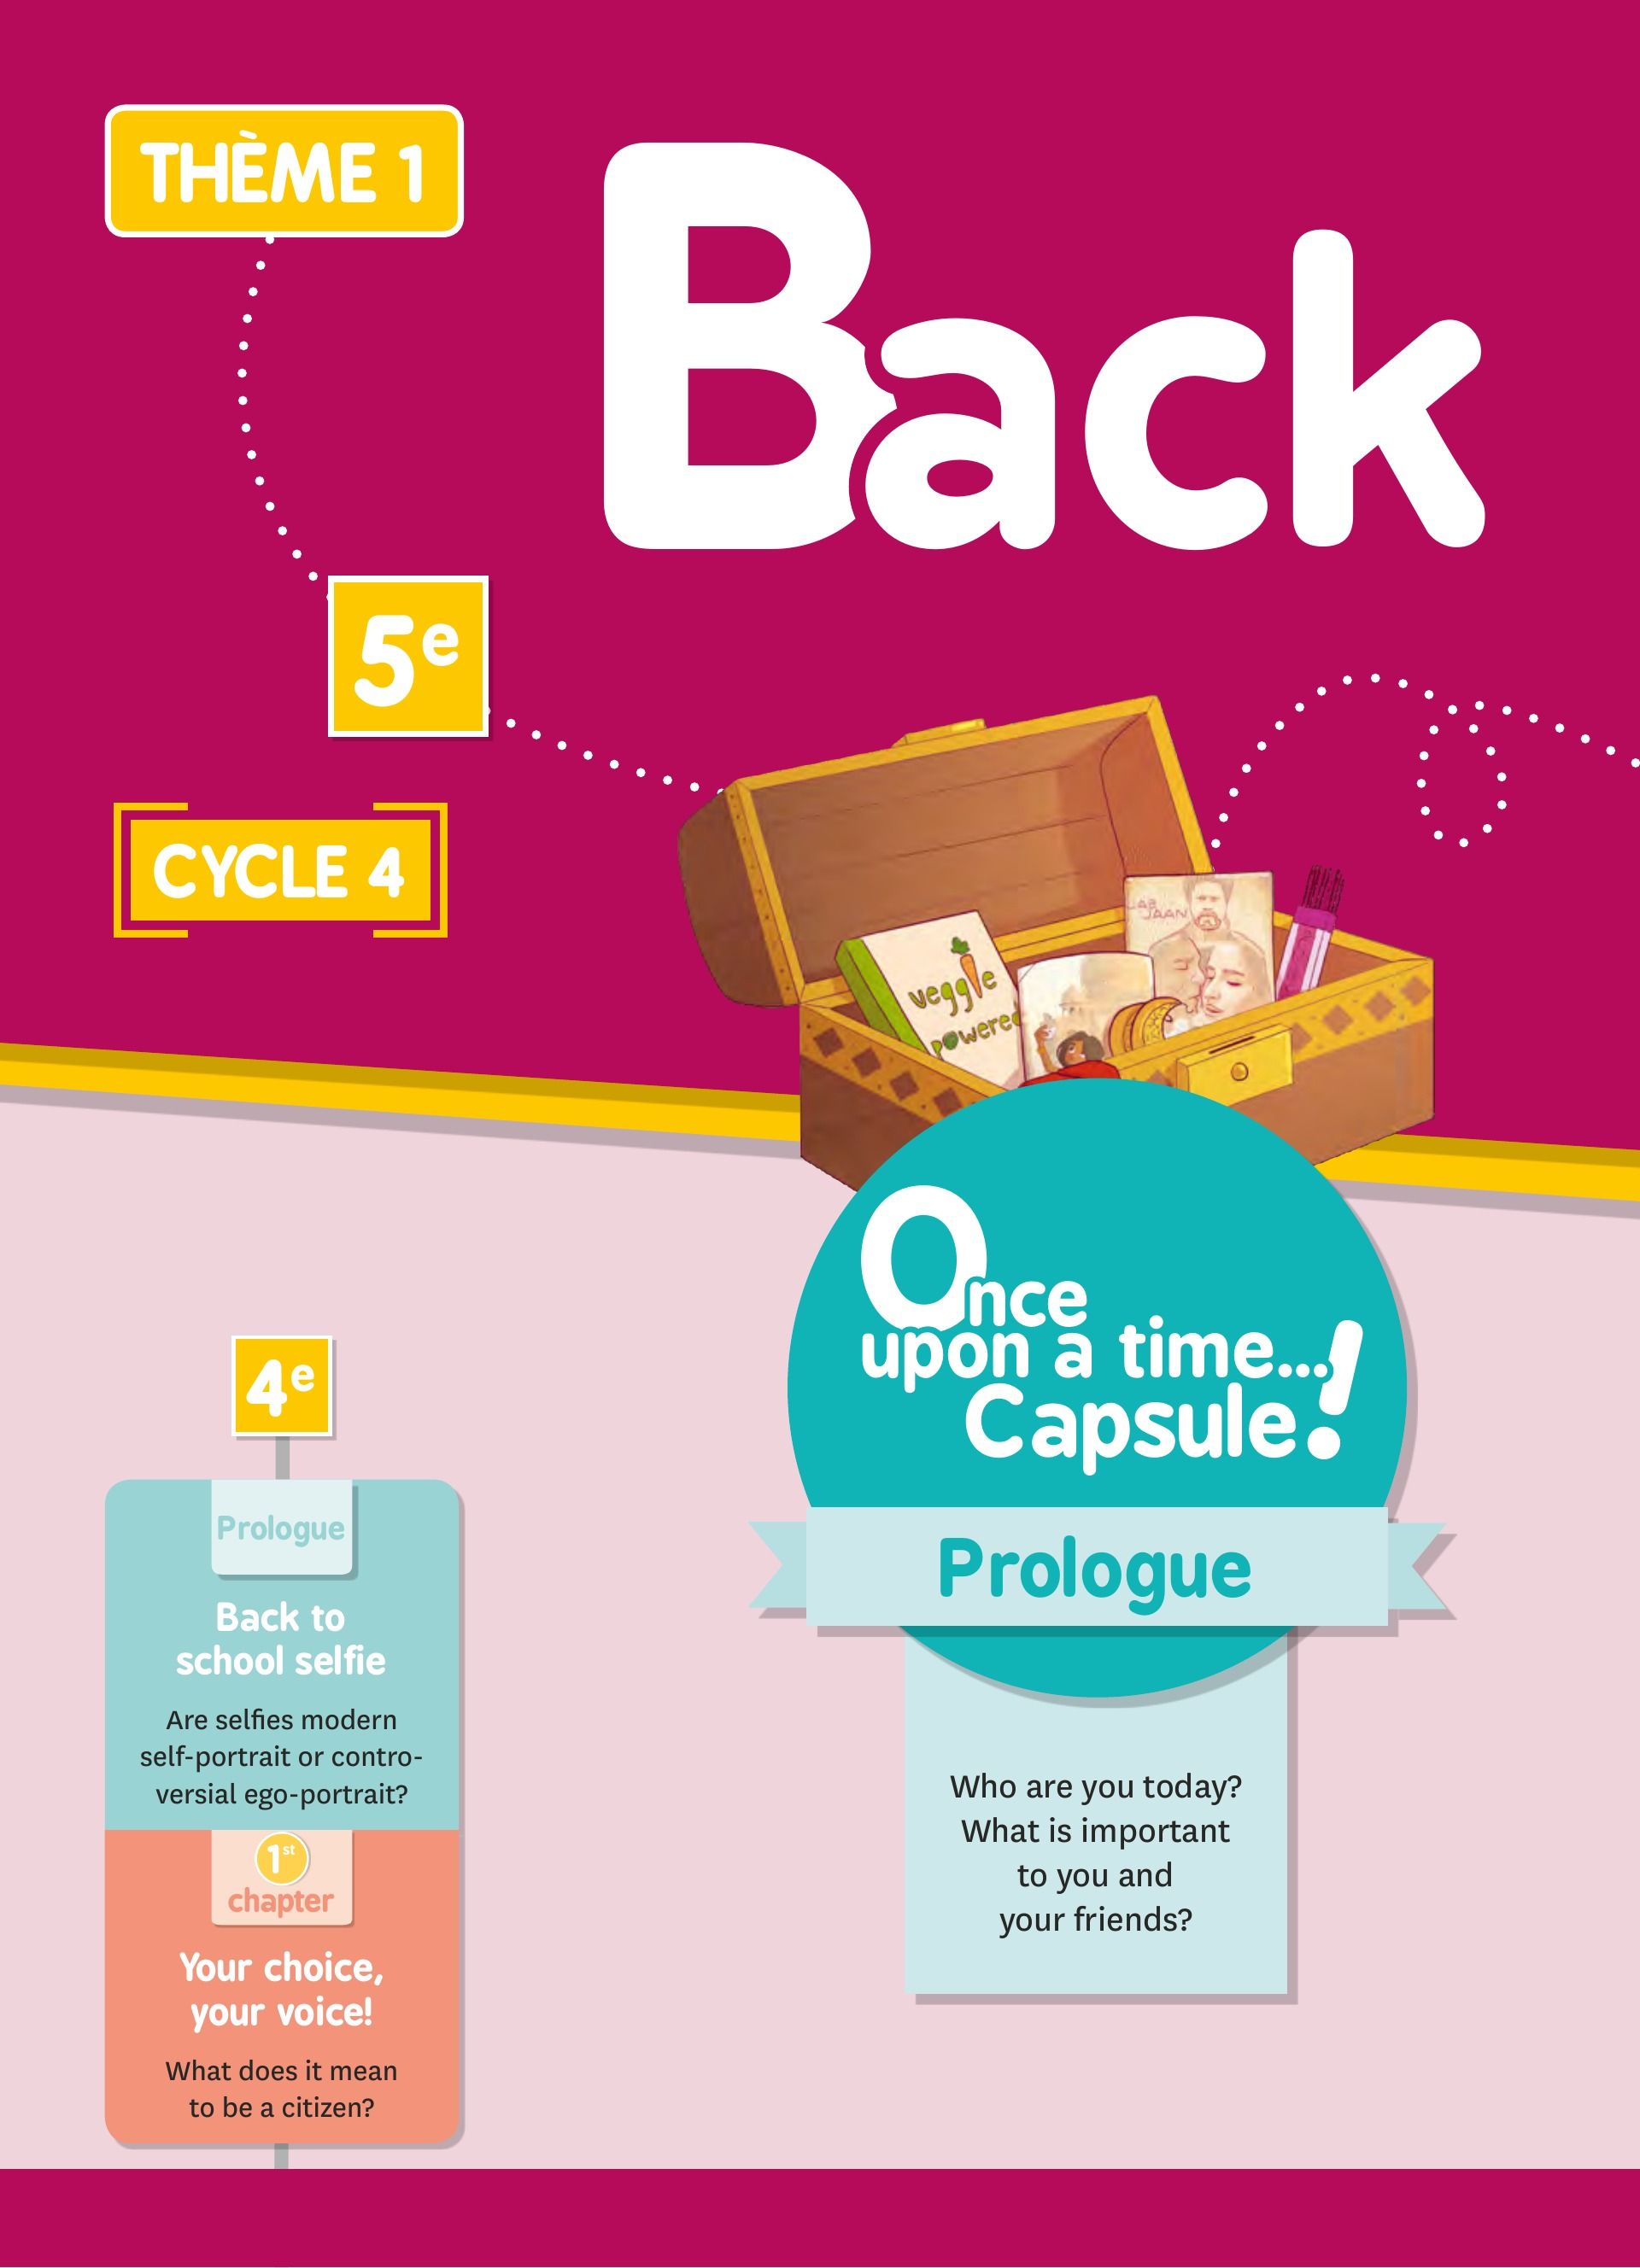 THÈME 1
Back
5e
CYCLE 4
JAB
JAAN
veggie
powered
Once
upon a time...
Capsule!
Prologue
Who are you today?
What is important
to you and
your friends?
4e
Prologue
Back to
school selfie
Are selfies modern
self-portrait or contro-
versial ego-portrait?
1st
chapter
Your choice,
your voice!
What does it mean
to be a citizen?